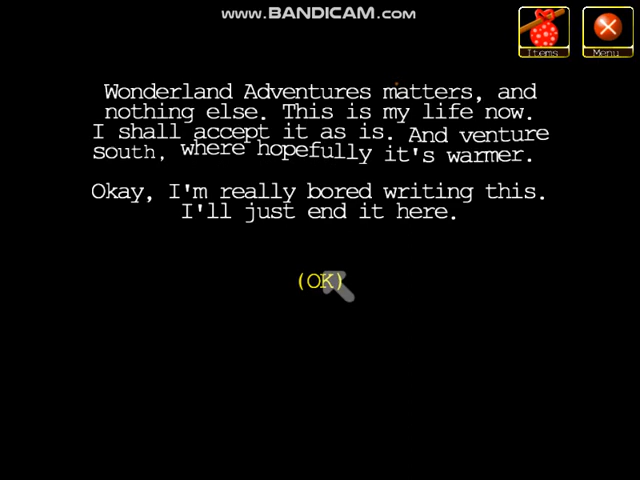 www.BANDICAM.com
Items
Menu
Wonderland Adventures matters, and
nothing else. This is my life now.
I shall accept it as is. And venture
south, where hopefully it's warmer.
Okay, I'm really bored writing this.
I'll just end it here.
(OK)